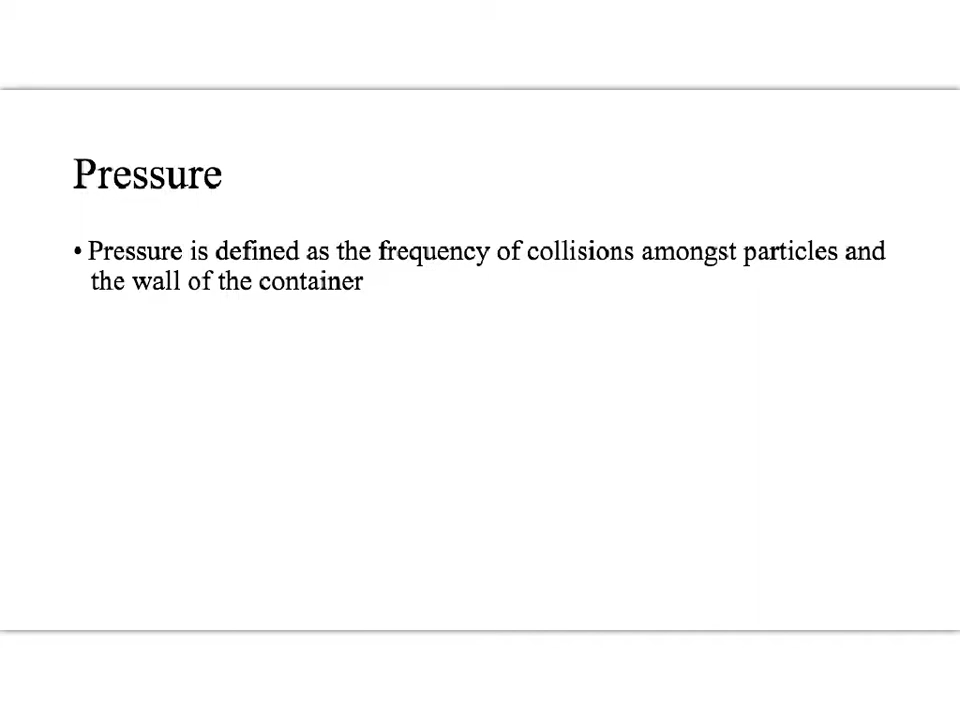 Pressure
• Pressure is defined as the frequency of collisions amongst particles and
the wall of the container